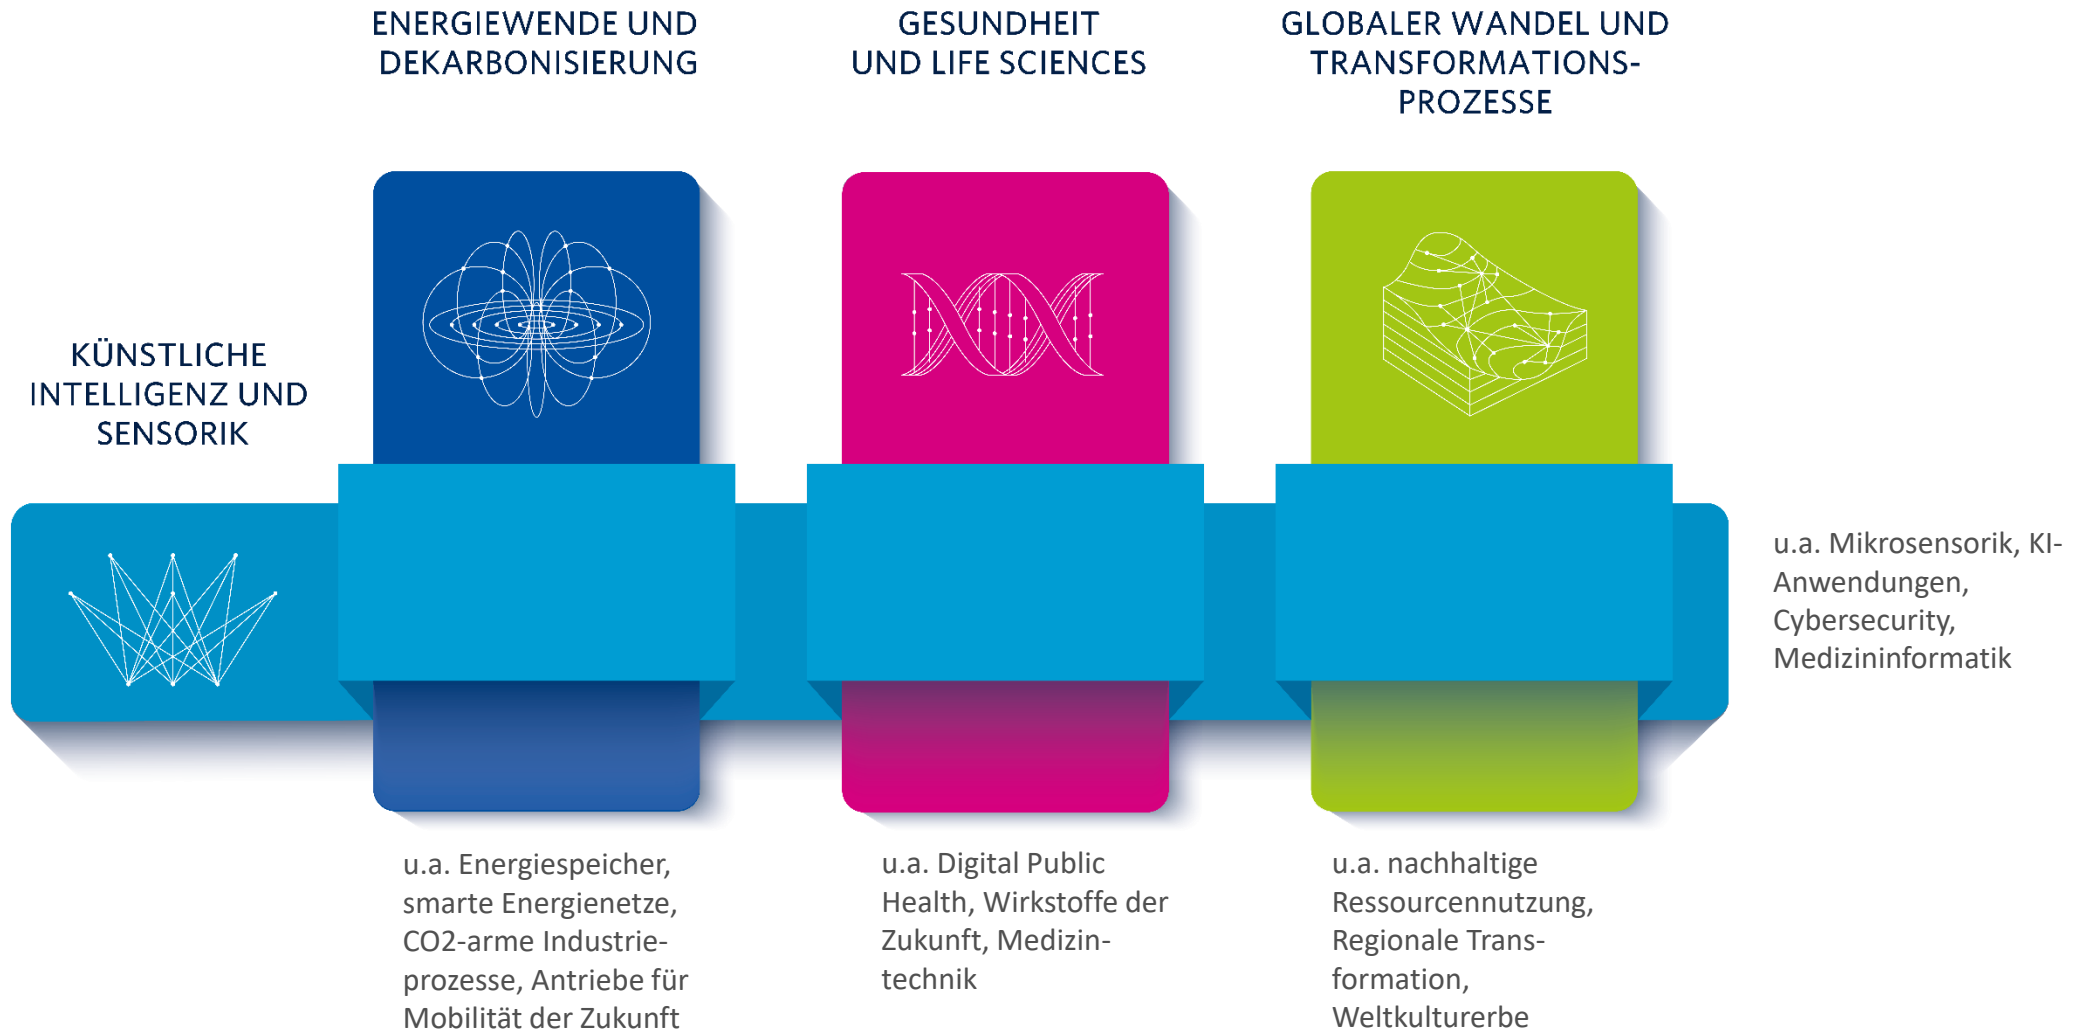 ENERGIEWENDE UND
DEKARBONISIERUNG
GESUNDHEIT
UND LIFE SCIENCES
GLOBALER WANDEL UND
TRANSFORMATIONS-
PROZESSE
KÜNSTLICHE
INTELLIGENZ UND
SENSORIK
u.a. Mikrosensorik, KI-
Anwendungen,
Cybersecurity,
Medizininformatik
u.a. Energiespeicher,
smarte Energienetze,
CO2-arme Industrie-
prozesse, Antriebe für
Mobilität der Zukunft
u.a. Digital Public
Health, Wirkstoffe der
Zukunft, Medizin-
technik
u.a. nachhaltige
Ressourcennutzung,
Regionale Trans-
formation,
Weltkulturerbe